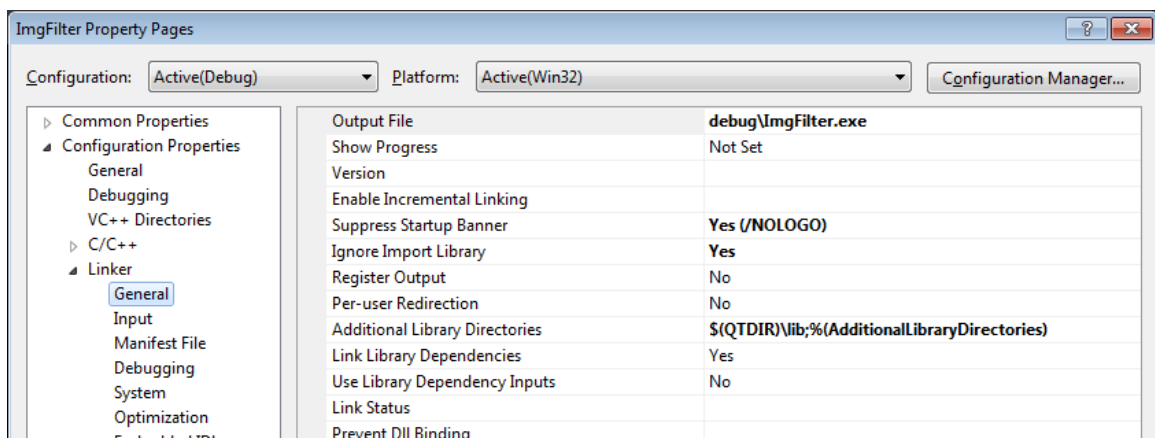 ImgFilter Property Pages
Configuration: Active(Debug) Platform: Active(Win32) Configuration Manager...
Common Properties
Configuration Properties
General
Debugging
VC++ Directories
C/C++
Linker
General
Input
Manifest File
Debugging
System
Optimization
Output File debug\ImgFilter.exe
Show Progress Not Set
Version
Enable Incremental Linking
Suppress Startup Banner Yes (/NOLOGO)
Ignore Import Library Yes
Register Output No
Per-user Redirection No
Additional Library Directories $(QTDIR)\lib;%(AdditionalLibraryDirectories)
Link Library Dependencies Yes
Use Library Dependency Inputs No
Link Status
Prevent Dll Binding